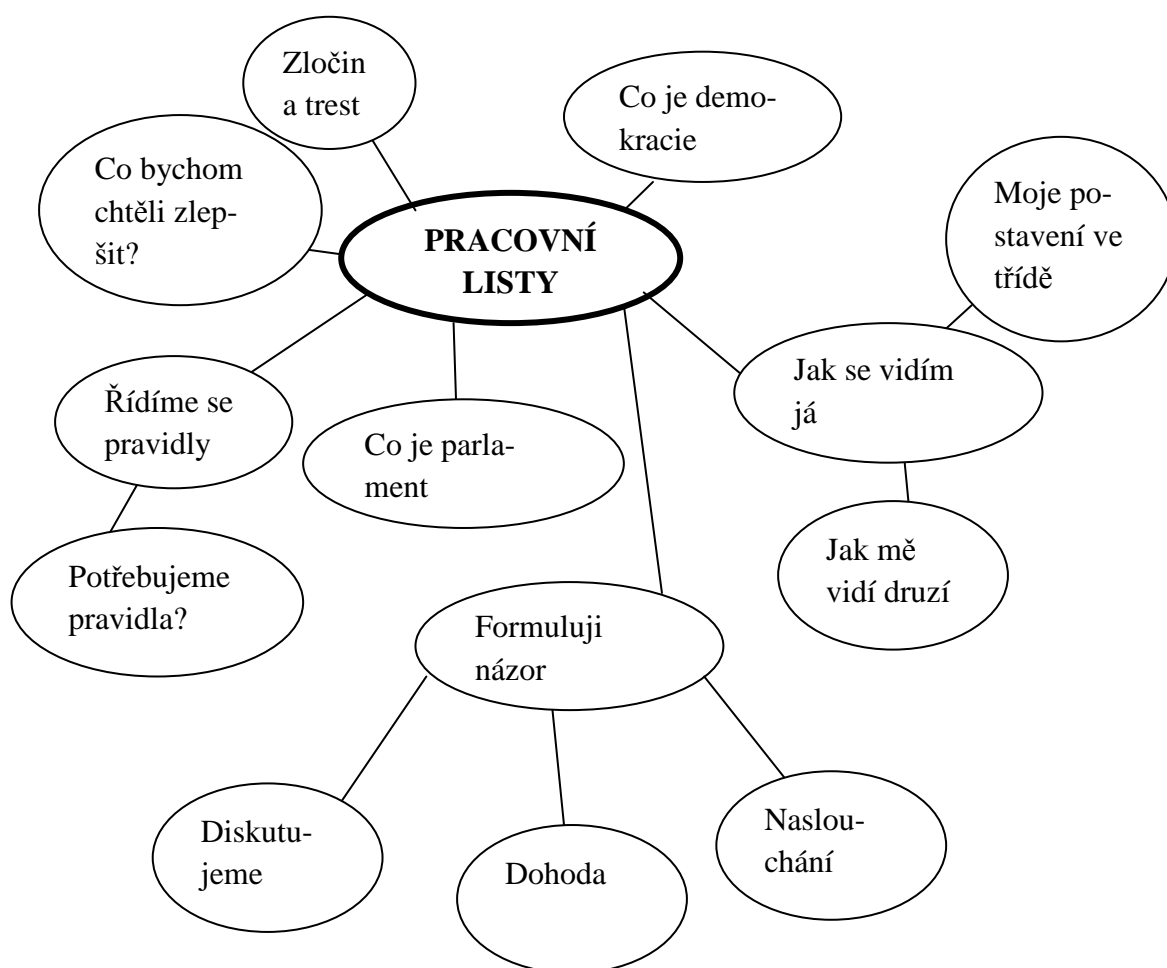 Zločin
a trest
Co je demo-
kracie
Co bychom
chtěli zlep-
šit?
Moje po-
stavení ve
třídě
PRACOVNÍ
LISTY
Řídíme se
pravidly
Co je parla-
ment
Jak se vidím
já
Potřebujeme
pravidla?
Jak mě
vidí druzí
Formuluji
názor
Diskutu-
jeme
Dohoda
Naslou-
chání